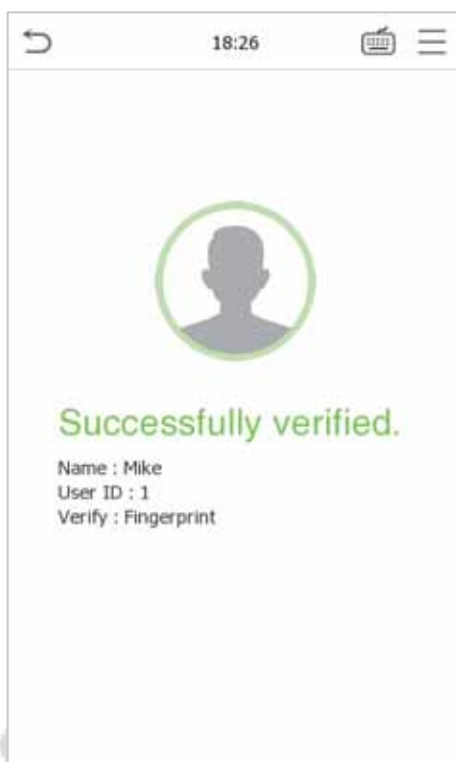 18:26
Successfully verified.
Name : Mike
User ID : 1
Verify : Fingerprint